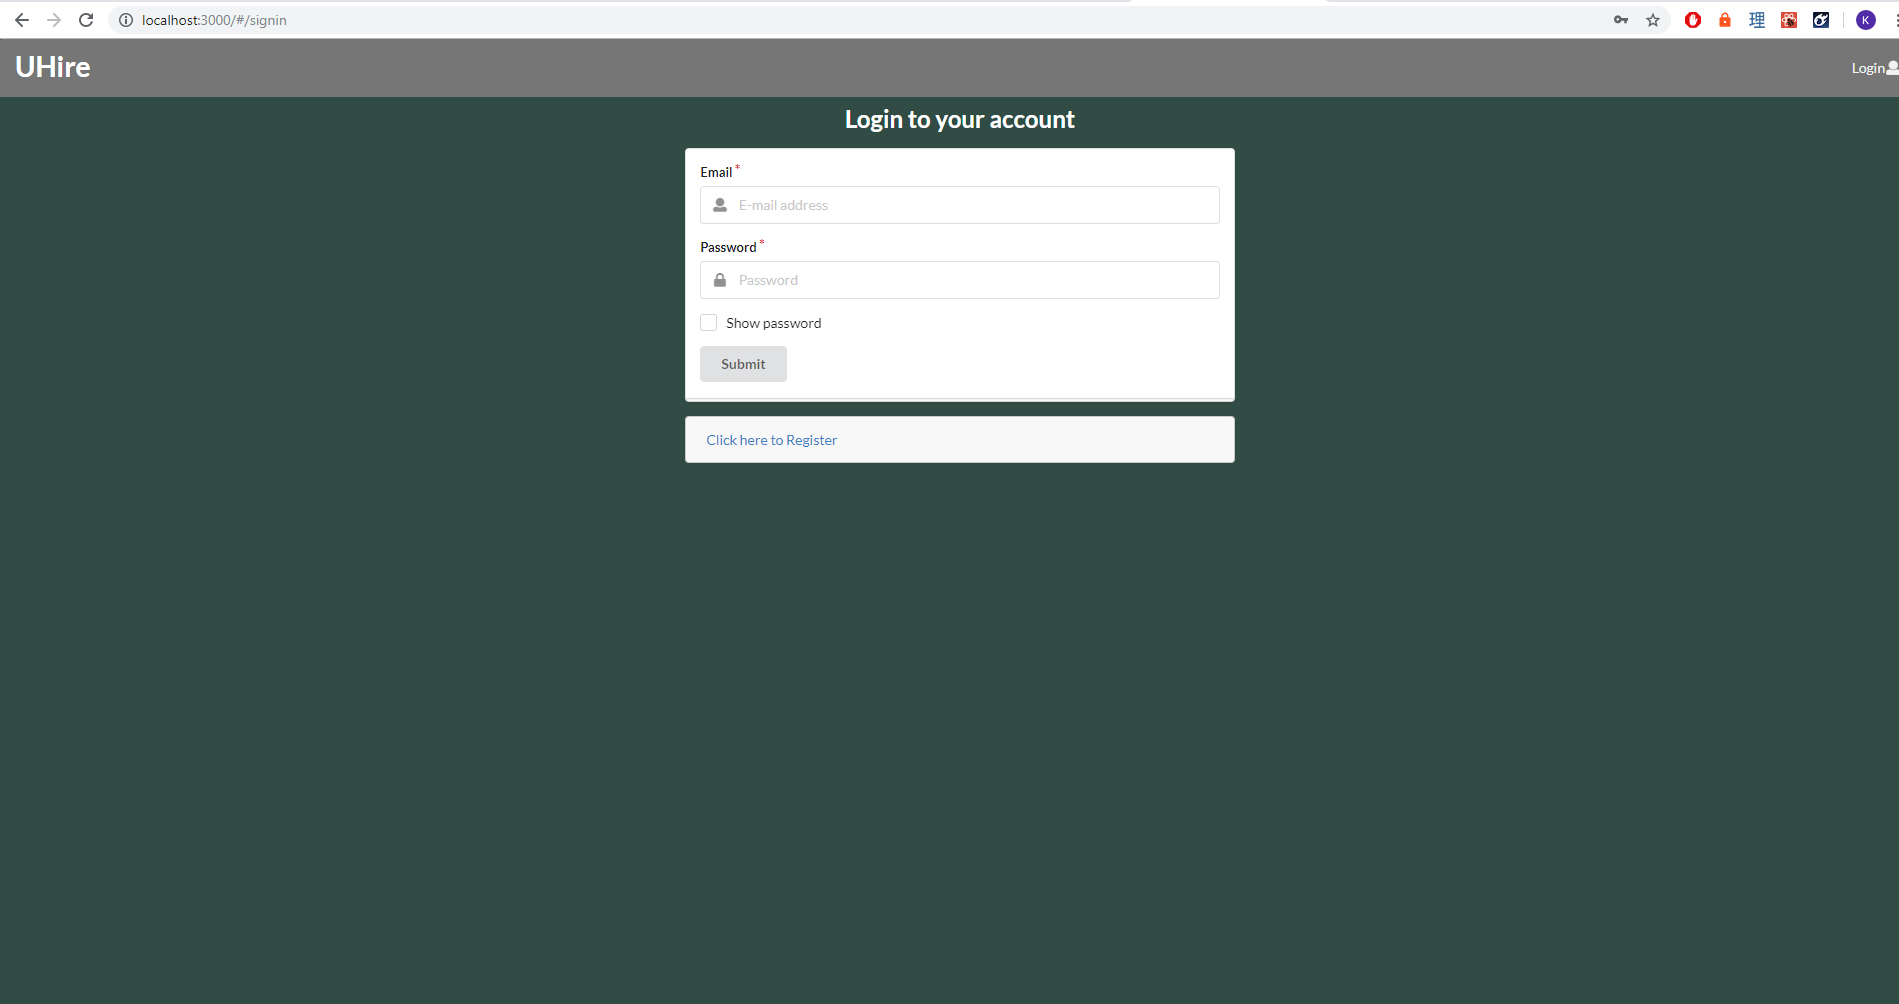 localhost:3000/#/signin
理
K
UHire
Login
Login to your account
Email *
E-mail address
Password *
Password
Show password
Submit
Click here to Register